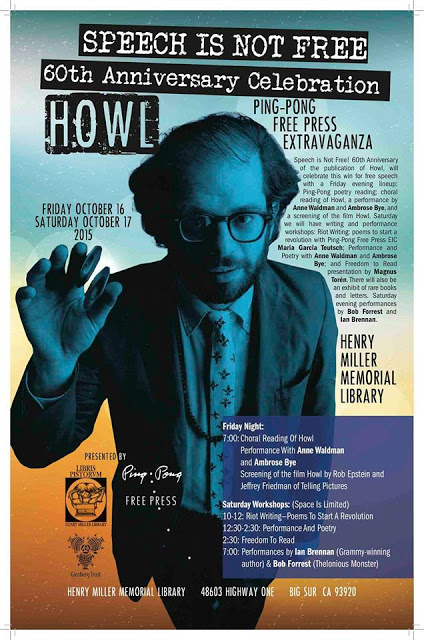 SPEECH IS NOT FREE
60th Anniversary Celebration
HOWL
PING-PONG
FREE PRESS
EXTRAVAGANZA
Speech is Not Free! 60th Anniversary
of the publication of Howl, will
celebrate this win for free speech
with a Friday evening lineup:
Ping-Pong poetry reading; choral
reading of Howl, a performance by
Anne Waldman and Ambrose Bye, and
a screening of the film Howl. Saturday
we will have writing and performance
workshops: Riot Writing: poems to start a
revolution with Ping-Pong Free Press EIC
Maria Garcia Teutsch; Performance and
Poetry with Anne Waldman and Ambrose
Bye; and Freedom to Read
presentation by Magnus
Torén. There will also be
an exhibit of rare books
and letters. Saturday
evening performances
by Bob Forrest and
Ian Brennan.
FRIDAY OCTOBER 16
SATURDAY OCTOBER 17
2015
HENRY
MILLER
MEMORIAL
LIBRARY
Friday Night:
7:00: Choral Reading Of Howl
Performance With Anne Waldman
and Ambrose Bye
Screening of the film Howl by Rob Epstein and
Jeffrey Friedman of Telling Pictures
Saturday Workshops: (Space Is Limited)
10-12: Riot Writing—Poems To Start A Revolution
12:30-2:30: Performance And Poetry
2:30: Freedom To Read
7:00: Performances by Ian Brennan (Grammy-winning
author) & Bob Forrest (Thelonious Monster)
PRESENTED BY
LIBRIS
PISTORVM
HENRY MILLER LIBRARY
Ping·Pong
FREE PRESS
Ginsberg Trust
HENRY MILLER MEMORIAL LIBRARY 48603 HIGHWAY ONE BIG SUR CA 93920